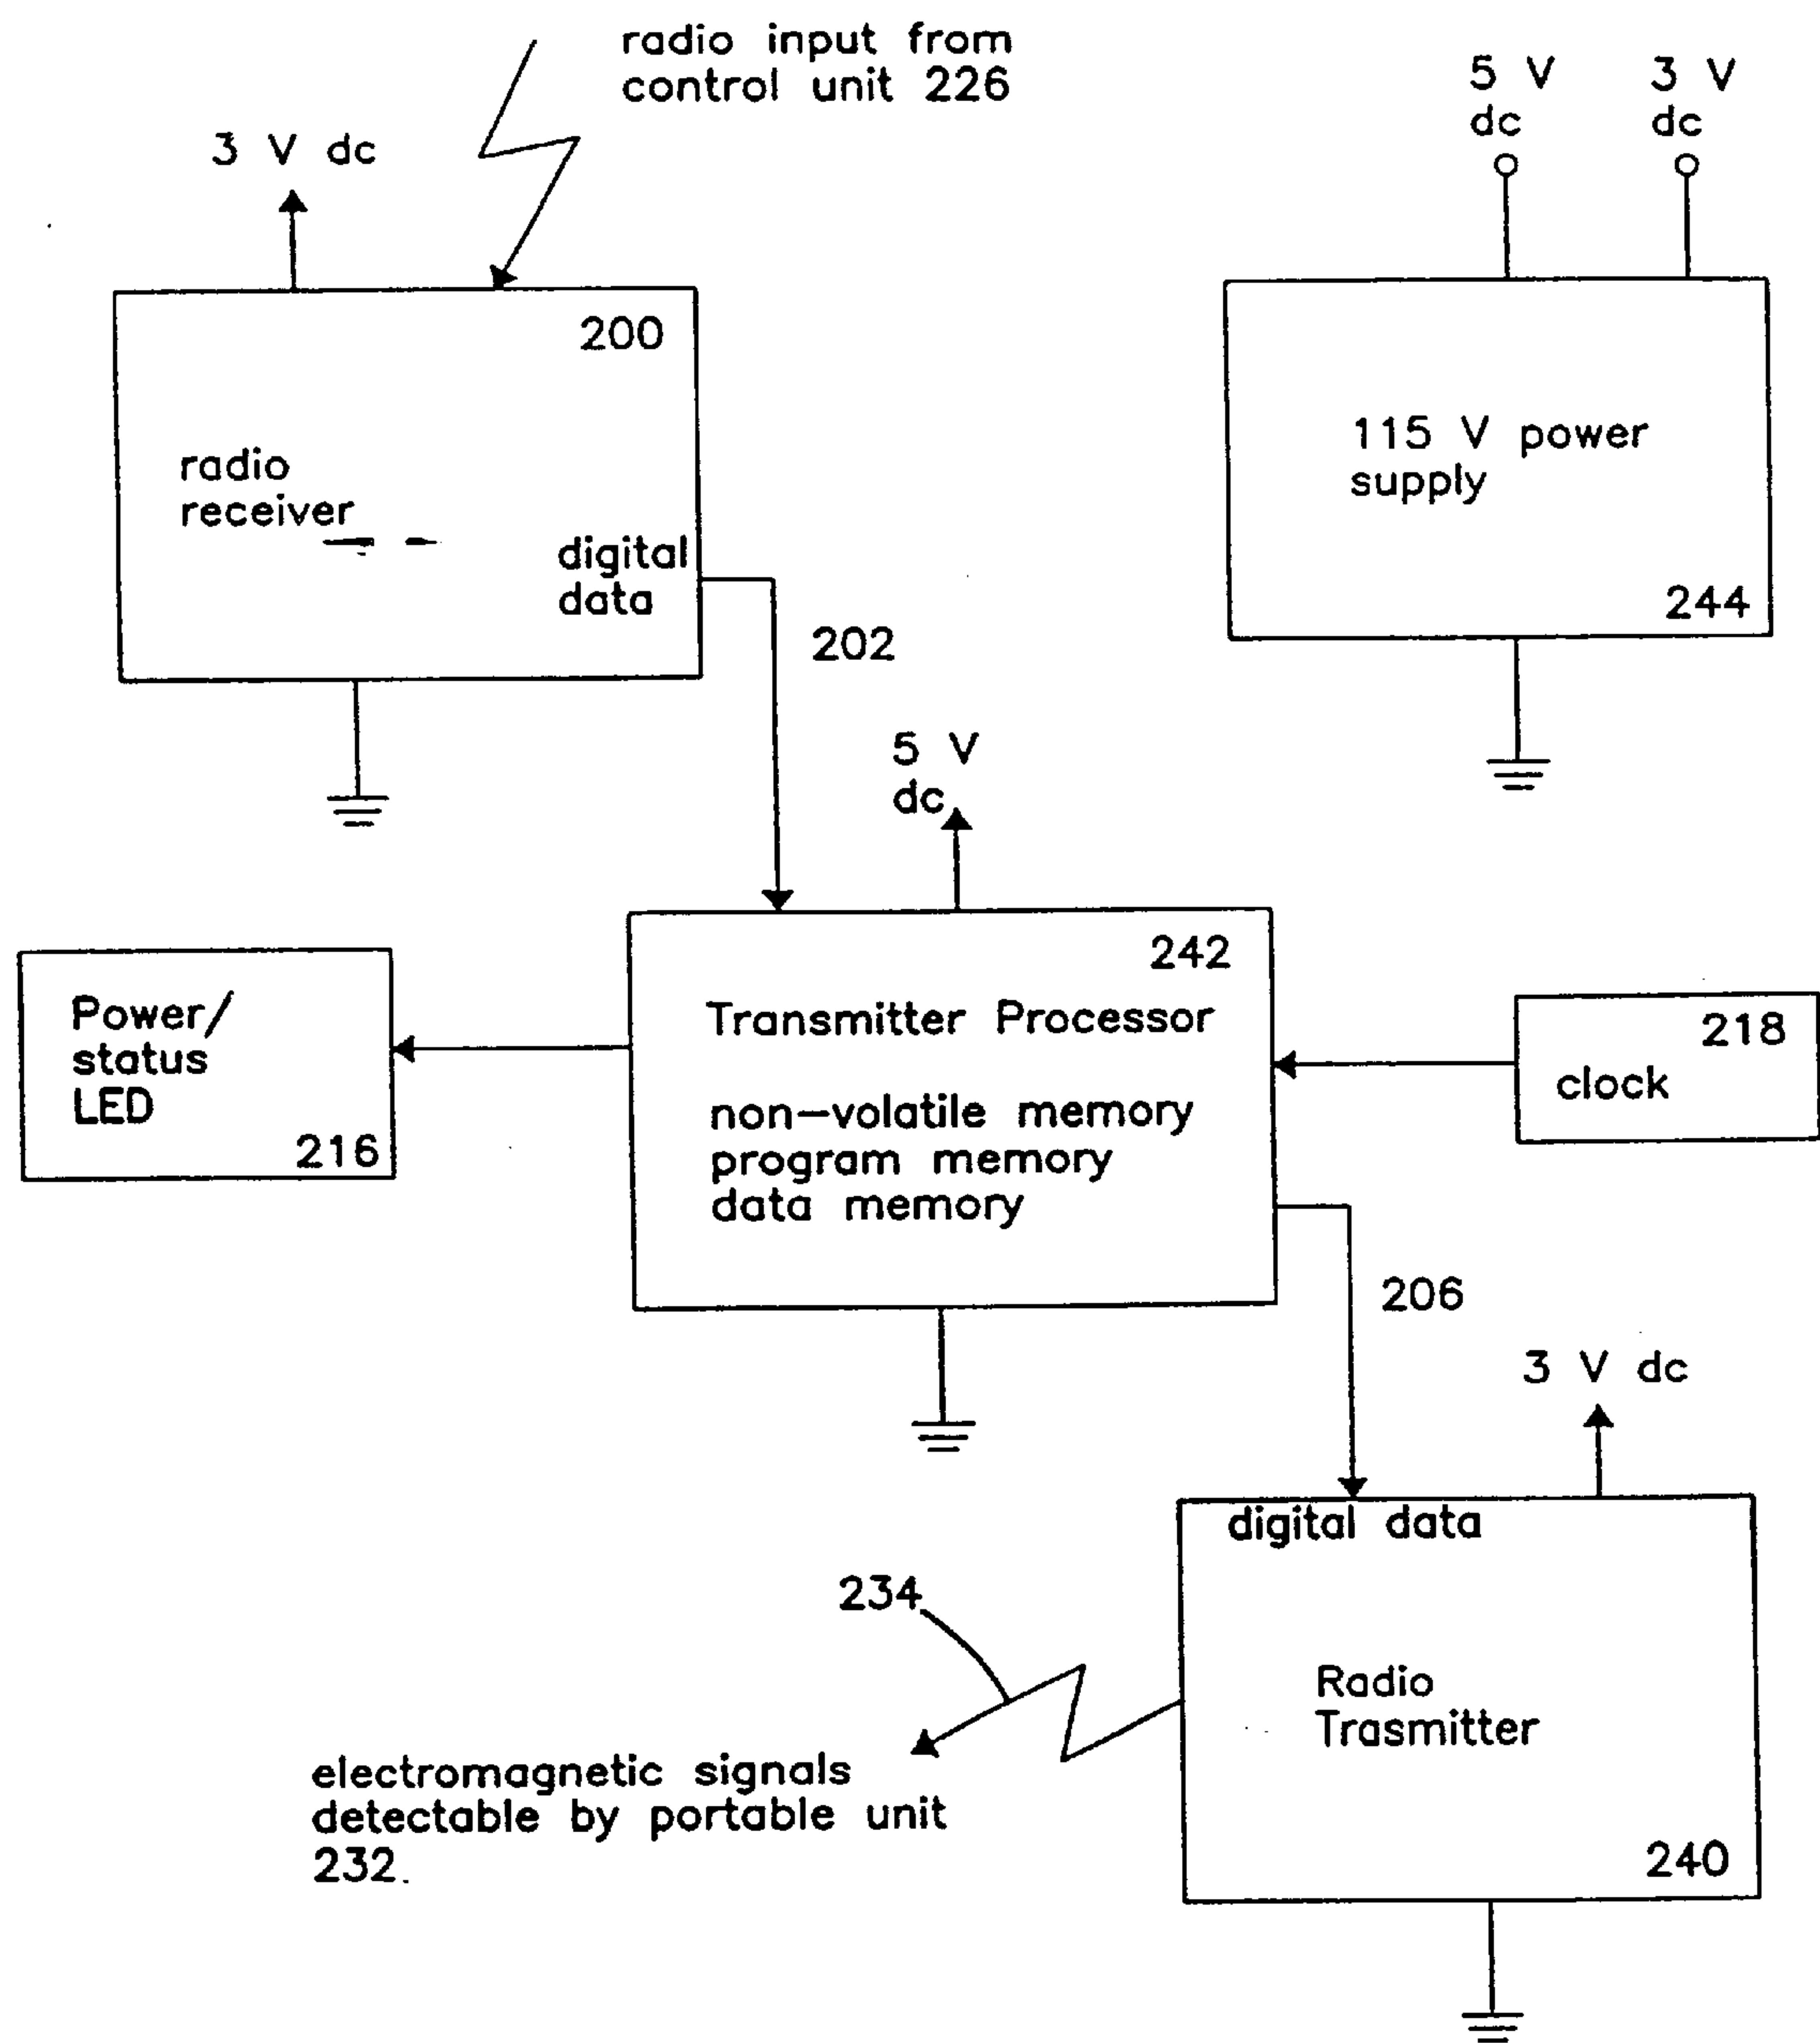 radio input from
control unit 226
3 V dc
5 V
dc
3 V
dc
200
radio
receiver
digital
data
202
115 V power
supply
244
5 V
dc
242
Transmitter Processor
non-volatile memory
program memory
data memory
Power/
status
LED
216
218
clock
206
3 V dc
digital data
234
Radio
Trasmitter
240
electromagnetic signals
detectable by portable unit
232.